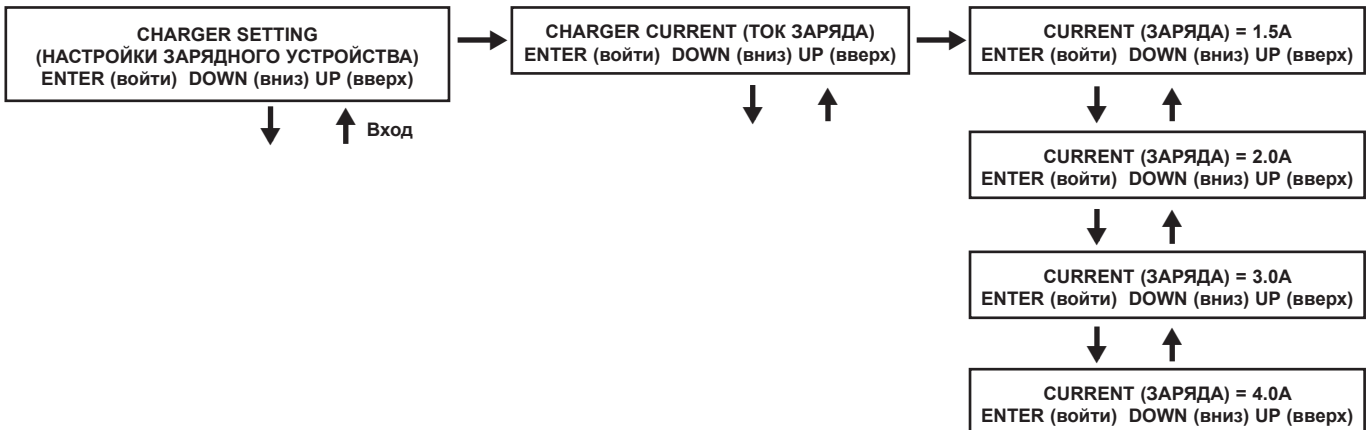 CHARGER SETTING
(НАСТРОЙКИ ЗАРЯДНОГО УСТРОЙСТВА)
ENTER (войти) DOWN (вниз) UP (вверх)
Вход
CHARGER CURRENT (ТОК ЗАРЯДА)
ENTER (войти) DOWN (вниз) UP (вверх)
CURRENT (ЗАРЯДА) = 1.5A
ENTER (войти) DOWN (вниз) UP (вверх)
CURRENT (ЗАРЯДА) = 2.0A
ENTER (войти) DOWN (вниз) UP (вверх)
CURRENT (ЗАРЯДА) = 3.0A
ENTER (войти) DOWN (вниз) UP (вверх)
CURRENT (ЗАРЯДА) = 4.0A
ENTER (войти) DOWN (вниз) UP (вверх)